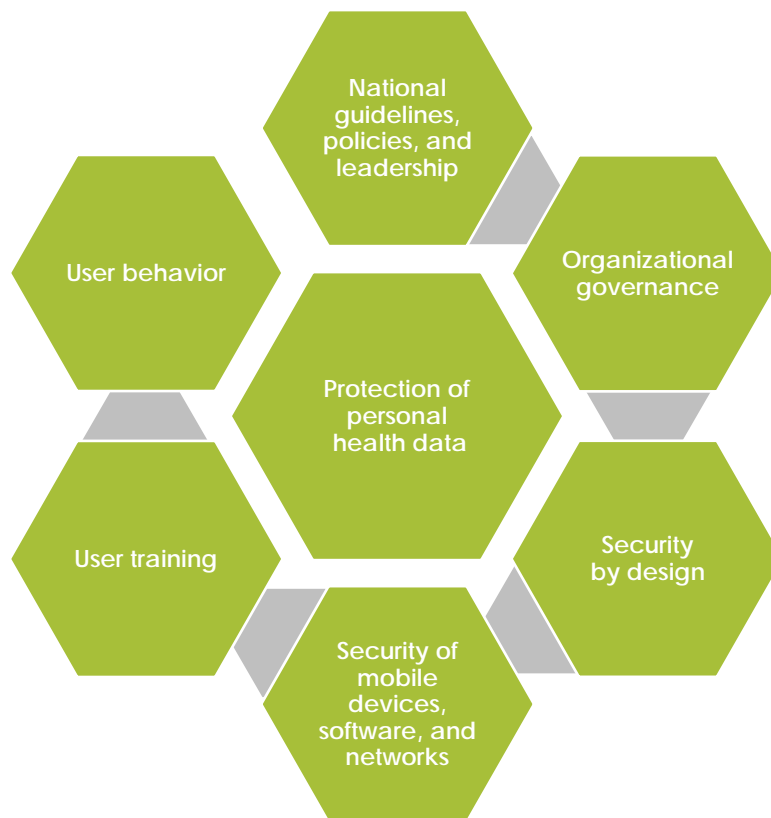 National
guidelines,
policies, and
leadership
Organizational
governance
Security
by design
Security of
mobile
devices,
software, and
networks
User training
User behavior
Protection of
personal
health data